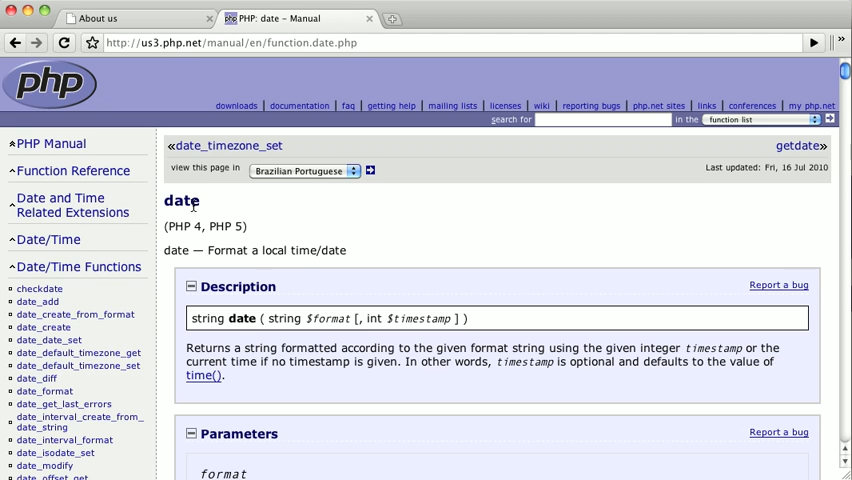 About us
PHP: date - Manual
http://us3.php.net/manual/en/function.date.php
php
downloads | documentation | faq | getting help | mailing lists | licenses | wiki | reporting bugs | php.net sites | links | conferences | my php.net
search for in the function list
PHP Manual
Function Reference
Date and Time
Related Extensions
Date/Time
Date/Time Functions
checkdate
date_add
date_create_from_format
date_create
date_date_set
date_default_timezone_get
date_default_timezone_set
date_diff
date_format
date_get_last_errors
date_interval_create_from_
date_string
date_interval_format
date_isodate_set
date_modify
date_offset_get
«date_timezone_set
getdate»
view this page in Brazilian Portuguese
Last updated: Fri, 16 Jul 2010
date
(PHP 4, PHP 5)
date — Format a local time/date
Description
Report a bug
string date ( string $format [, int $timestamp ] )
Returns a string formatted according to the given format string using the given integer timestamp or the
current time if no timestamp is given. In other words, timestamp is optional and defaults to the value of
time().
Parameters
Report a bug
format